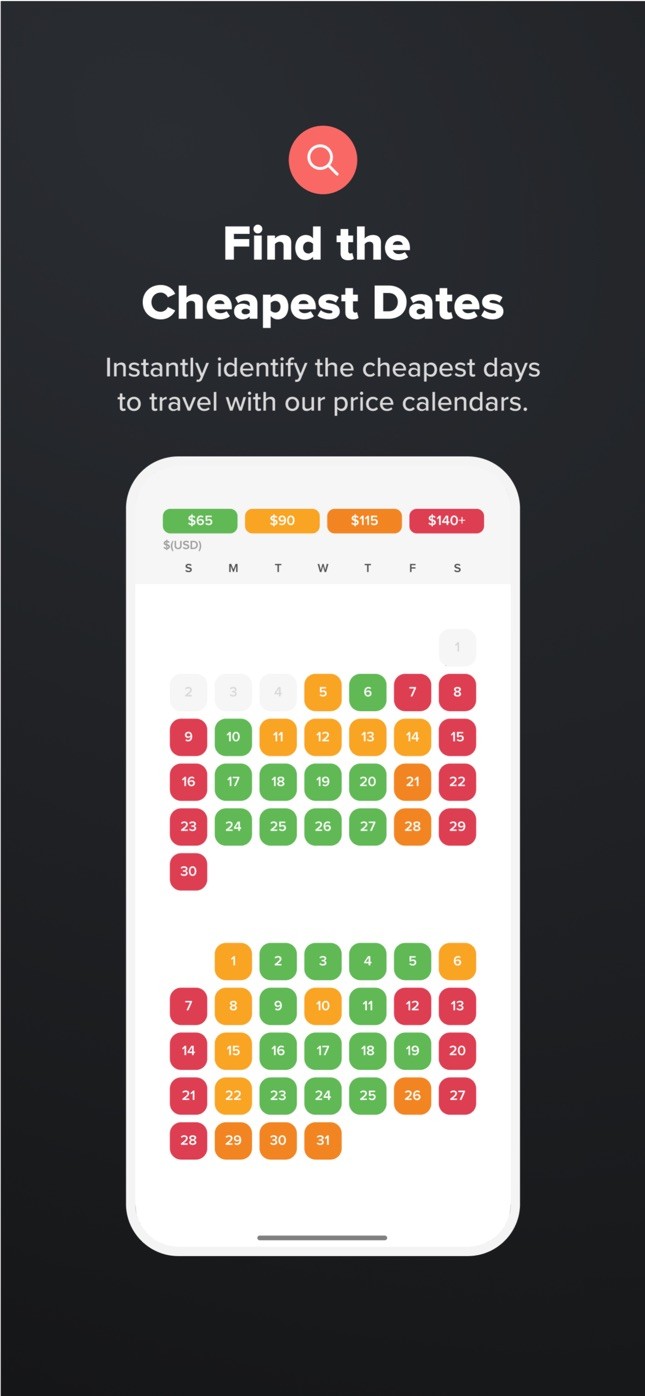 Find the
Cheapest Dates
Instantly identify the cheapest days
to travel with our price calendars.
$65 $90 $115 $140+
$(USD)
S M T W T F S
1
2 3 4 5 6 7 8
9 10 11 12 13 14 15
16 17 18 19 20 21 22
23 24 25 26 27 28 29
30
1 2 3 4 5 6
7 8 9 10 11 12 13
14 15 16 17 18 19 20
21 22 23 24 25 26 27
28 29 30 31